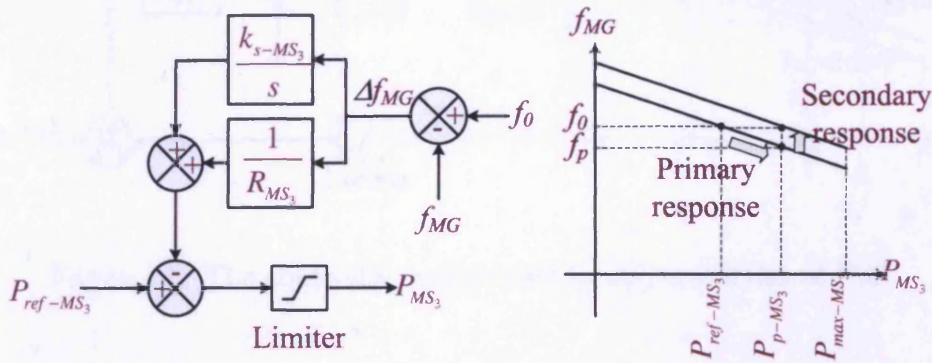 k_{s-MS_3}
s
Δf_{MG}
f_0
1
R_{MS_3}
f_{MG}
P_{ref-MS_3}
P_{MS_3}
Limiter
f_{MG}
f_0
f_p
Secondary
response
Primary
response
P_{MS_3}
P_{ref-MS_3}
P_{p-MS_3}
P_{max-MS}
+
-
+
+
+
-